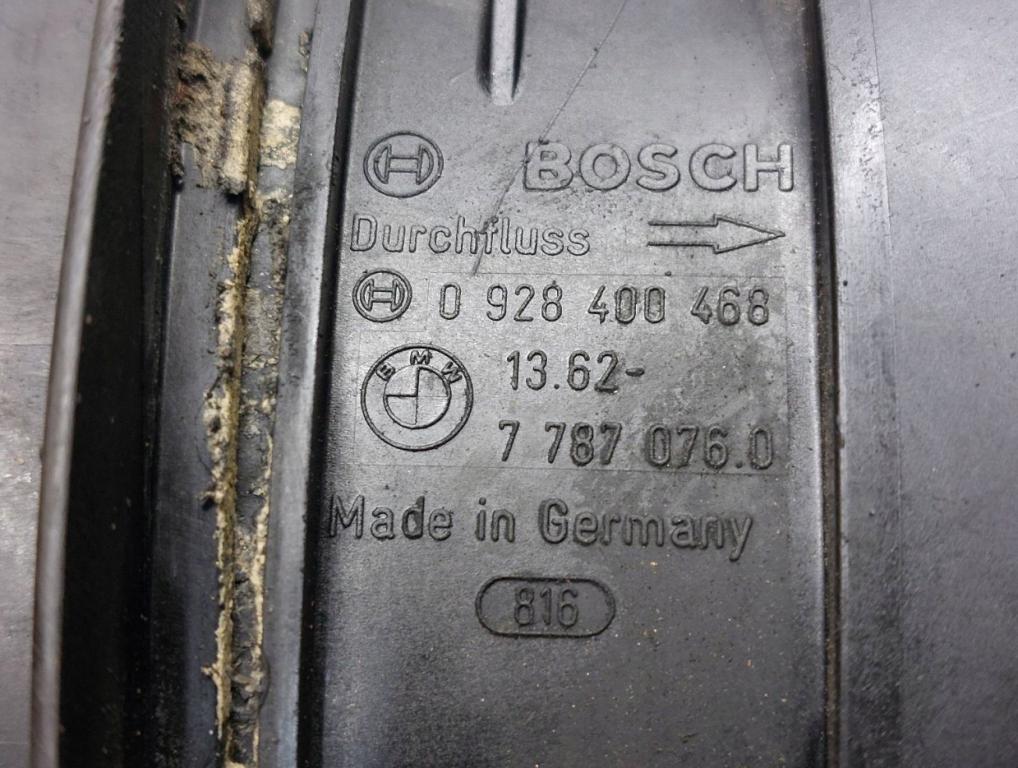 BOSCH
Durchfluss
0 928 400 468
BMW
13.62-
7 787 076.0
Made in Germany
816